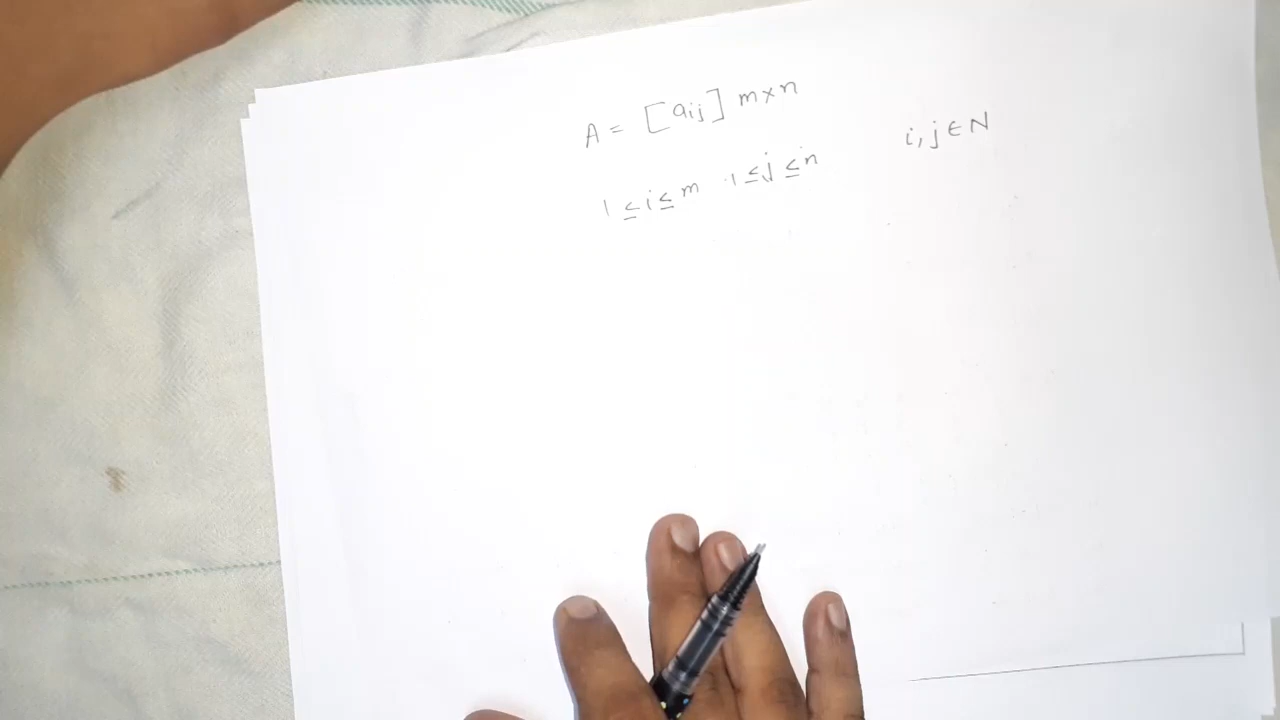 A = [aij] m×n
1 ≤ i ≤ m 1 ≤ j ≤ n i, j ∈ N